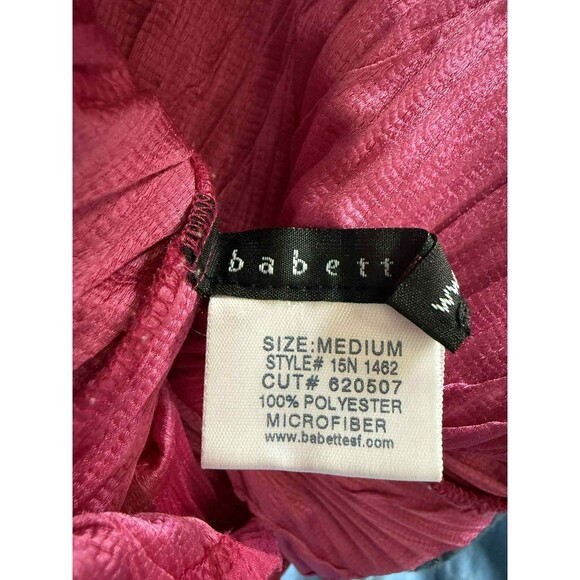 babett
SIZE:MEDIUM
STYLE# 15N 1462
CUT# 620507
100% POLYESTER
MICROFIBER
www.babettesf.com